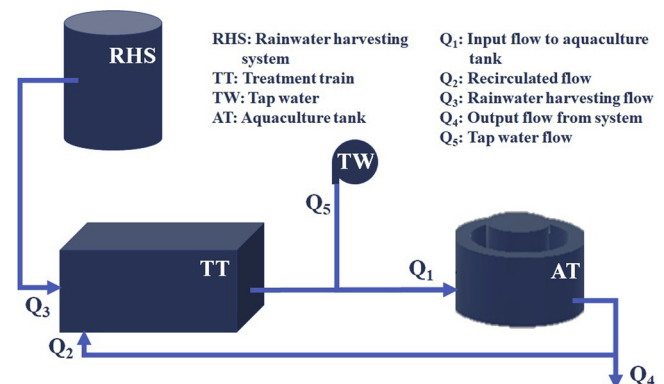 RHS
RHS: Rainwater harvesting
system
TT: Treatment train
TW: Tap water
AT: Aquaculture tank
Q₁: Input flow to aquaculture
tank
Q₂: Recirculated flow
Q₃: Rainwater harvesting flow
Q₄: Output flow from system
Q₅: Tap water flow
TW
Q₅
TT
Q₁
AT
Q₃
Q₂
Q₄